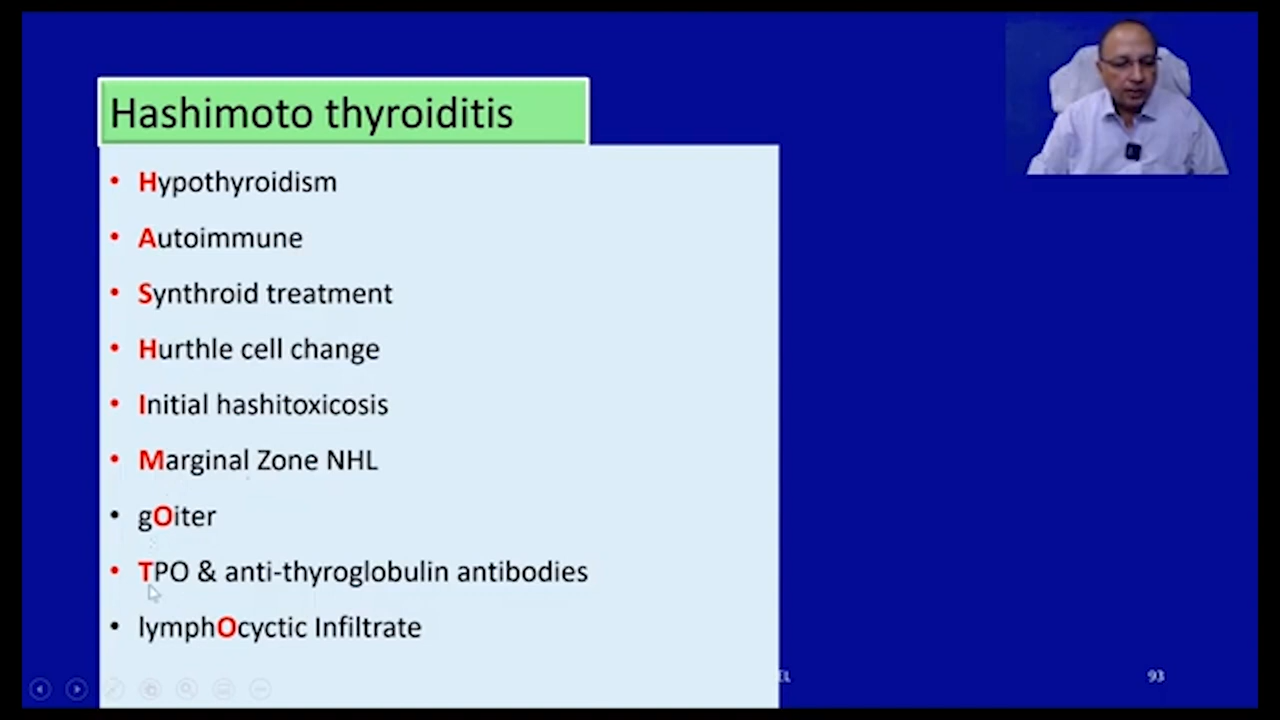 Hashimoto thyroiditis
• Hypothyroidism
• Autoimmune
• Synthroid treatment
• Hurthle cell change
• Initial hashitoxicosis
• Marginal Zone NHL
• gOiter
• TPO & anti-thyroglobulin antibodies
• lymphOcyctic Infiltrate
93